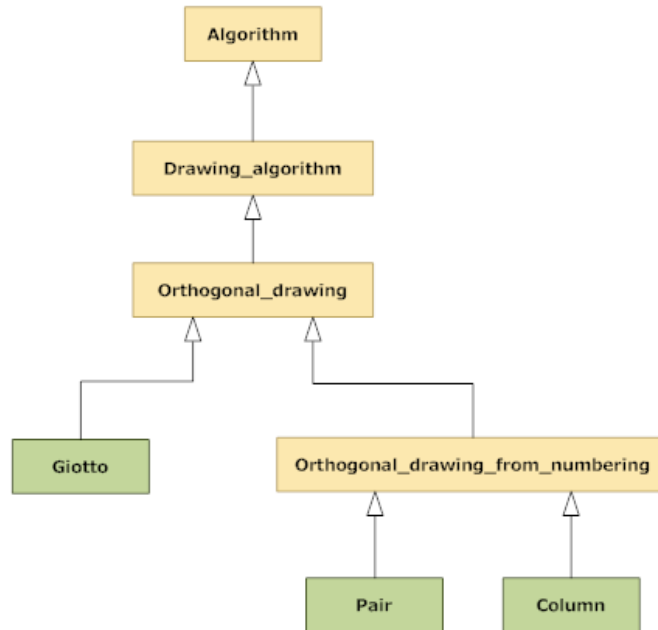 Algorithm
Drawing_algorithm
Orthogonal_drawing
Giotto
Orthogonal_drawing_from_numbering
Pair
Column